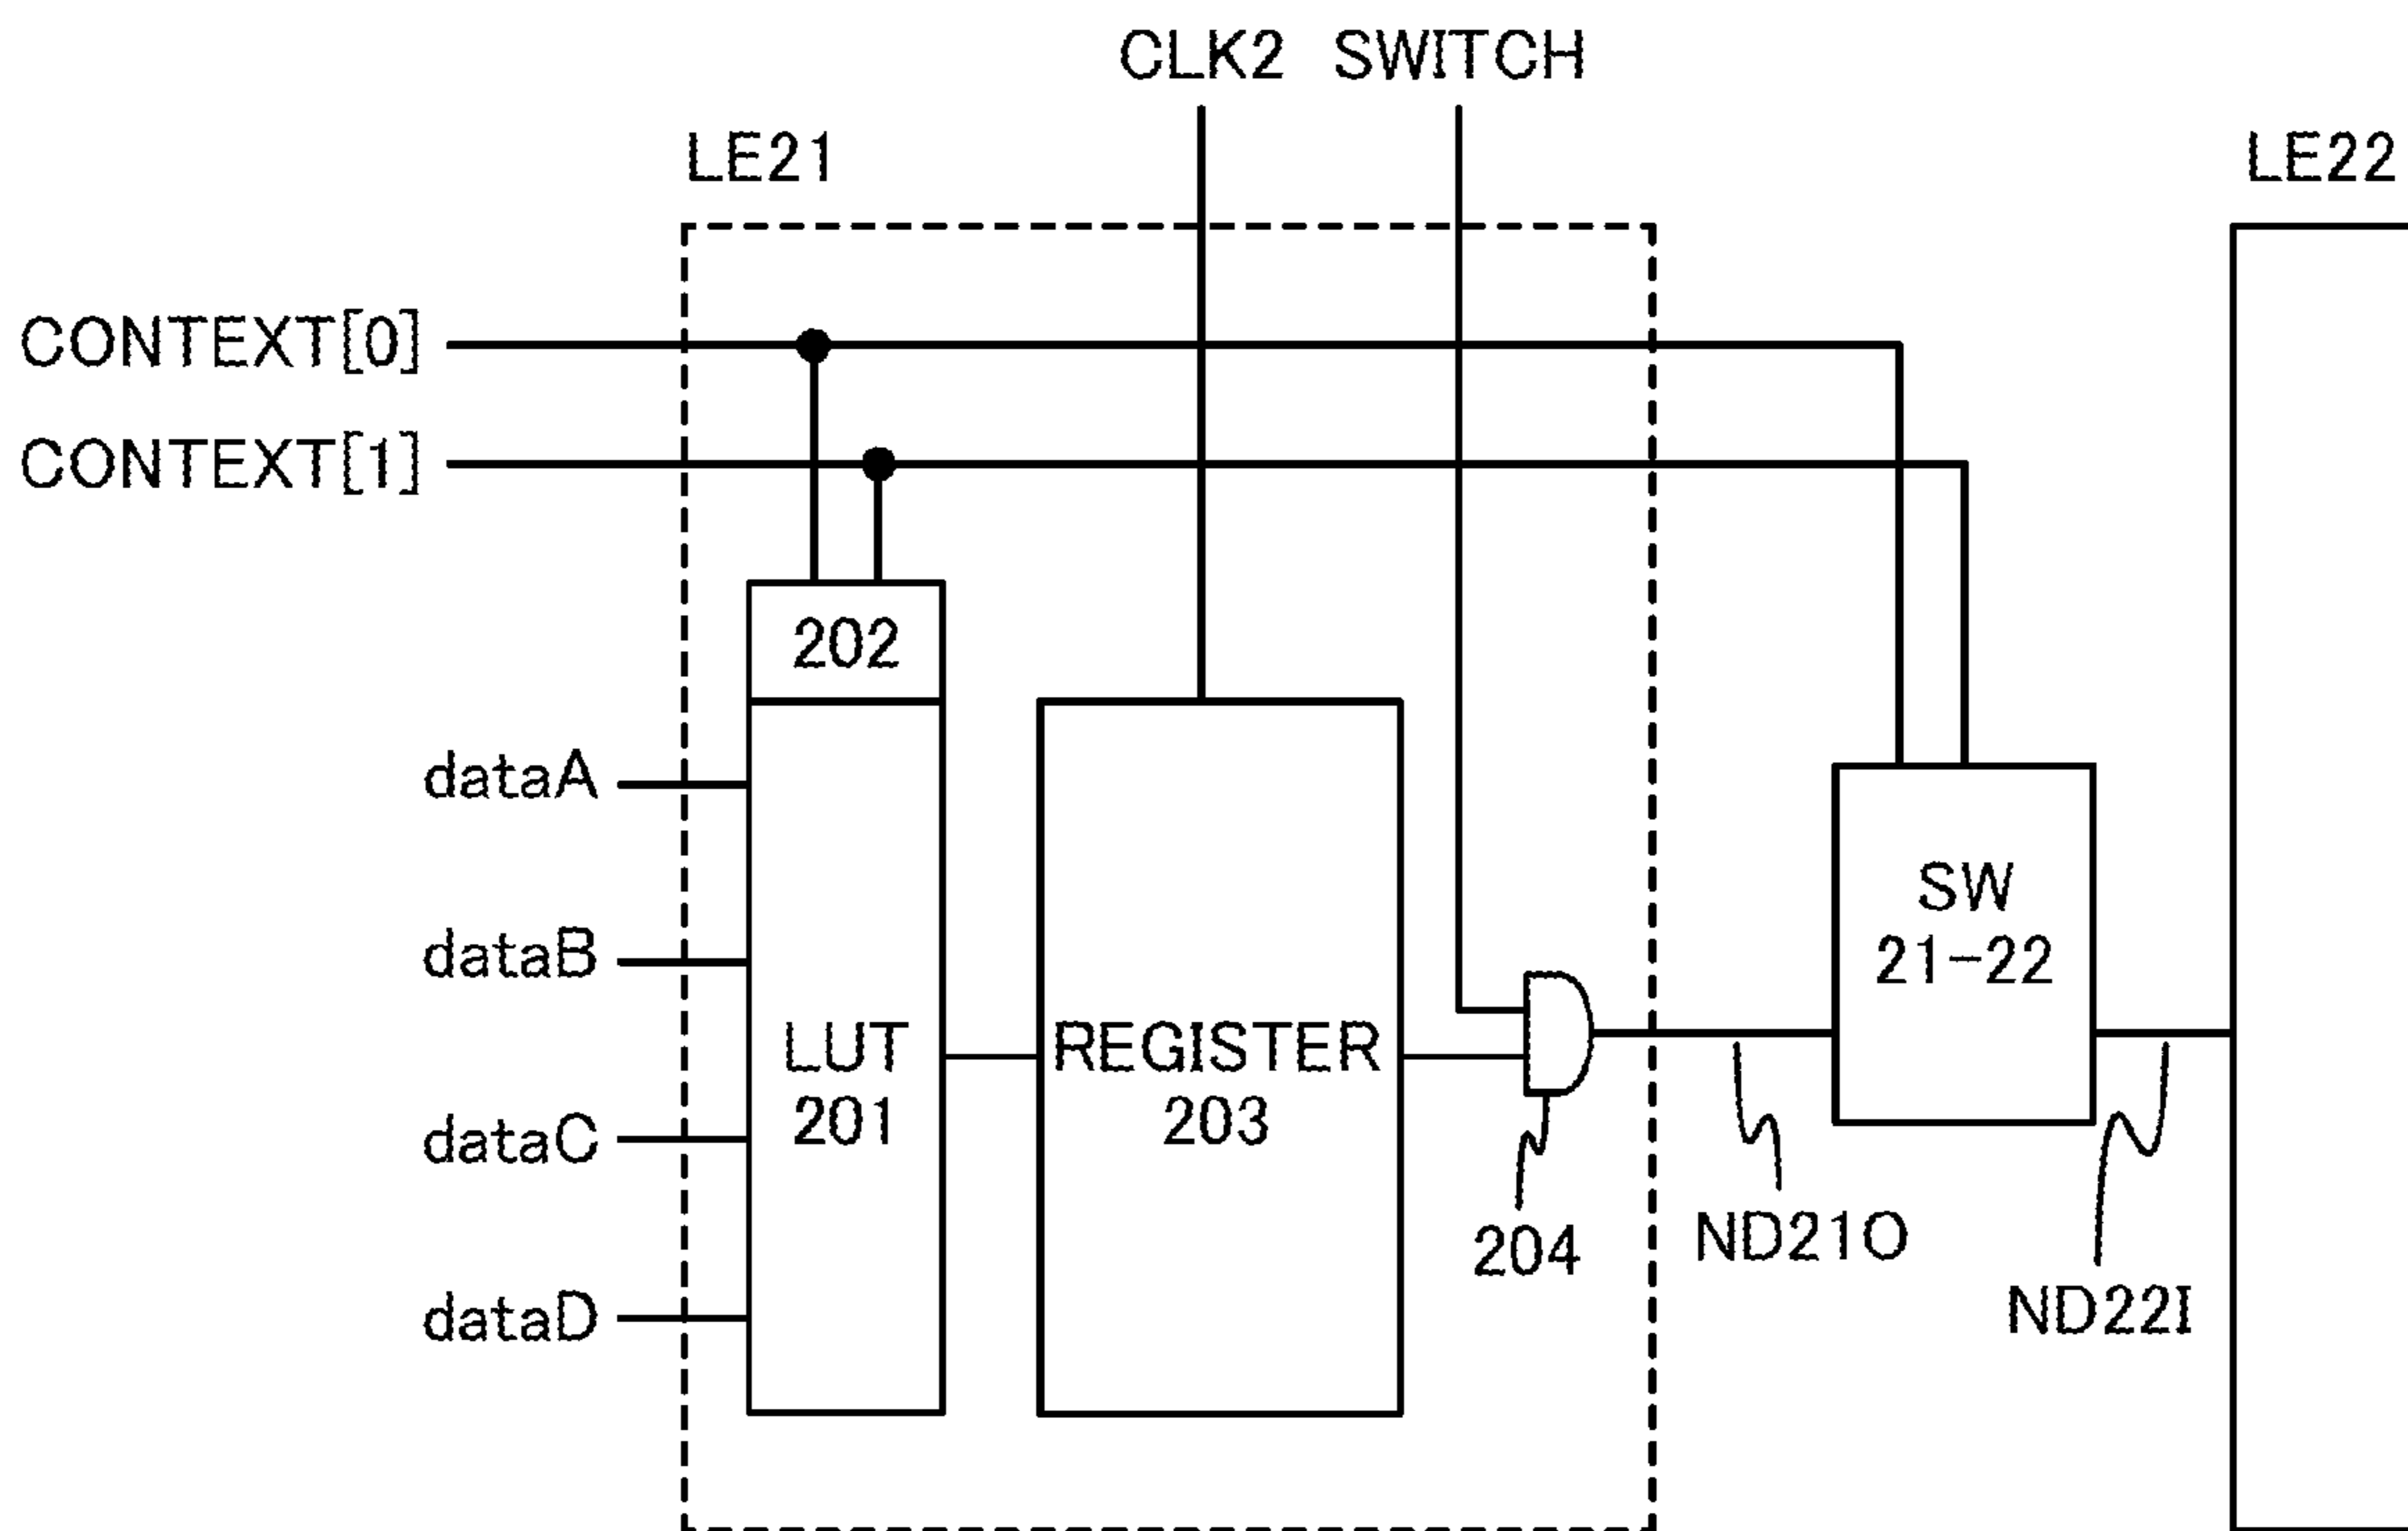 CLK2 SWITCH
LE21
LE22
CONTEXT[0]
CONTEXT[1]
202
dataA
dataB
dataC
dataD
LUT
201
REGISTER
203
204
SW
21-22
ND21O
ND22I